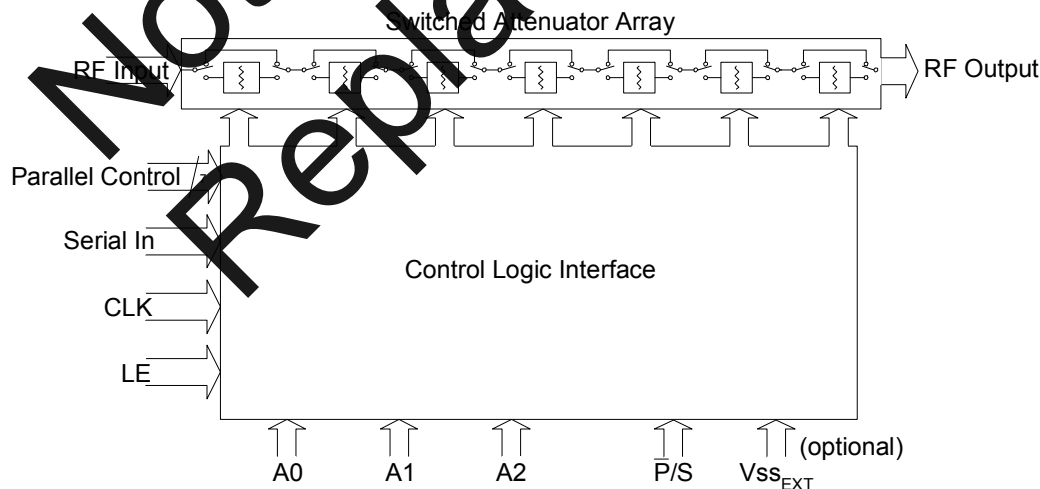 Switched Attenuator Array
RF Input
RF Output
Parallel Control
Serial In
CLK
LE
Control Logic Interface
A0
A1
A2
P̅/S
VssEXT
(optional)